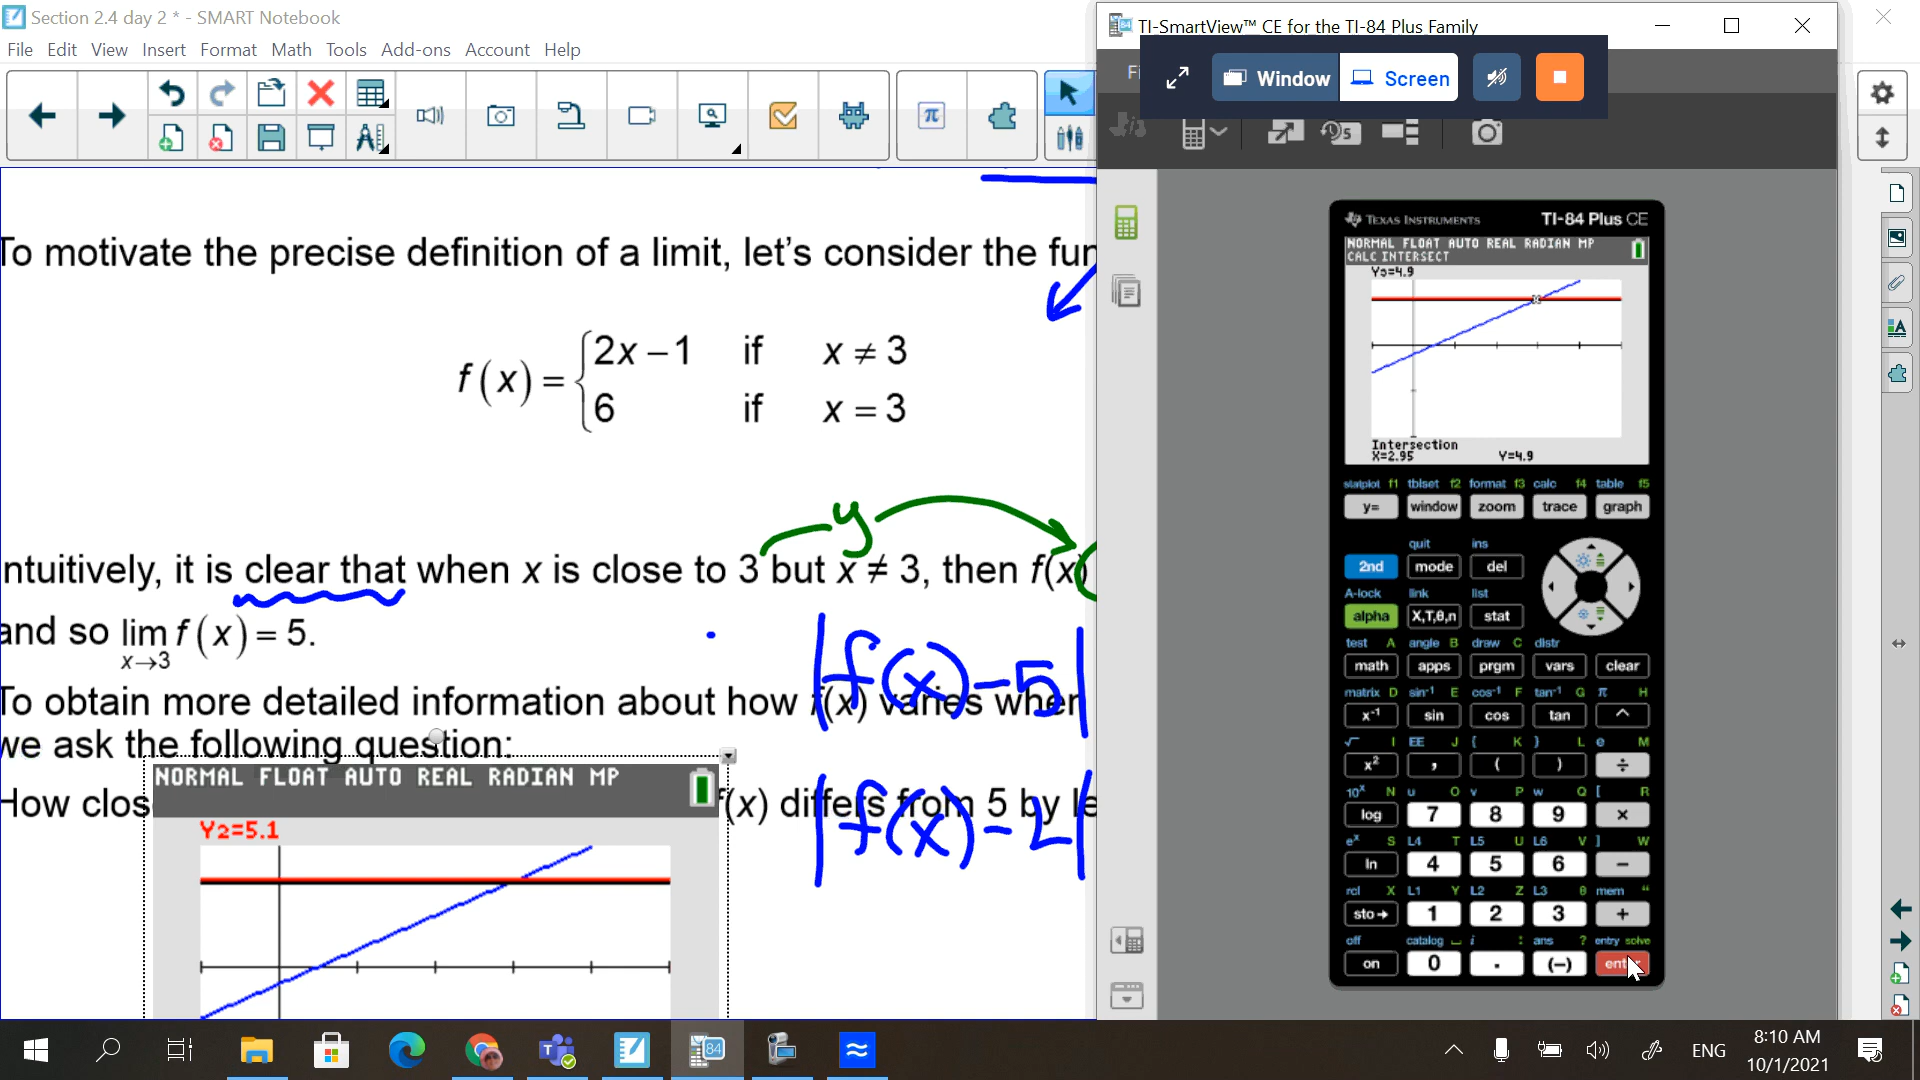 Section 2.4 day 2 * - SMART Notebook
File Edit View Insert Format Math Tools Add-ons Account Help
TI-SmartView™ CE for the TI-84 Plus Family
Fi
Window Screen
To motivate the precise definition of a limit, let's consider the fun
f(x) = { 2x – 1 if x ≠ 3
6 if x = 3
y
Intuitively, it is clear that when x is close to 3 but x ≠ 3, then f(x)
and so lim f(x) = 5.
x→3
|f(x)-5|
To obtain more detailed information about how f(x) varies when
we ask the following question:
How clos
f(x) differs from 5 by le
|f(x)-L|
NORMAL FLOAT AUTO REAL RADIAN MP
Y2=5.1
TEXAS INSTRUMENTS TI-84 Plus CE
NORMAL FLOAT AUTO REAL RADIAN MP
CALC INTERSECT
Y3=4.9
Intersection
X=2.95 Y=4.9
statplot f1 tblset f2 format f3 calc f4 table f5
y= window zoom trace graph
quit ins
2nd mode del
A-lock link list
alpha X,T,θ,n stat
test A angle B draw C distr
math apps prgm vars clear
matrix D sin⁻¹ E cos⁻¹ F tan⁻¹ G π H
x⁻¹ sin cos tan ^
√ I EE J { K } L e M
x² , ( ) ÷
10ˣ N u O v P w Q [ R
log 7 8 9 ×
eˣ S L4 T L5 U L6 V ] W
ln 4 5 6 –
rcl X L1 Y L2 Z L3 θ mem "
sto→ 1 2 3 +
off catalog i : ans ? entry solve
on 0 . (–) enter
84
ENG
8:10 AM
10/1/2021